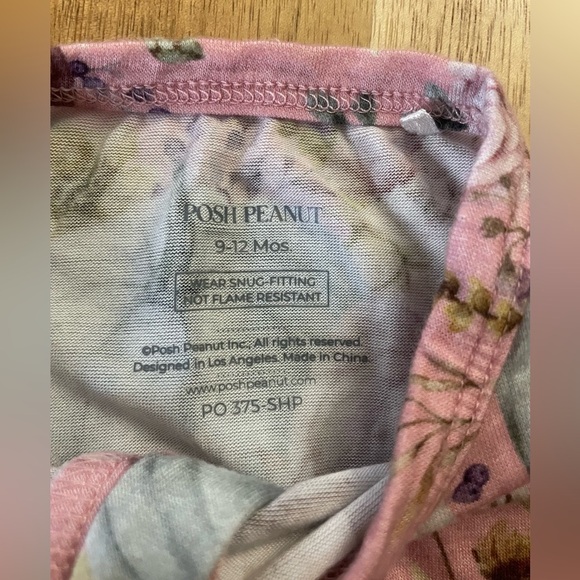 POSH PEANUT
9-12 Mos.
WEAR SNUG-FITTING
NOT FLAME RESISTANT
©Posh Peanut Inc., All rights reserved.
Designed in Los Angeles. Made in China.
www.poshpeanut.com
PO 375-SHP